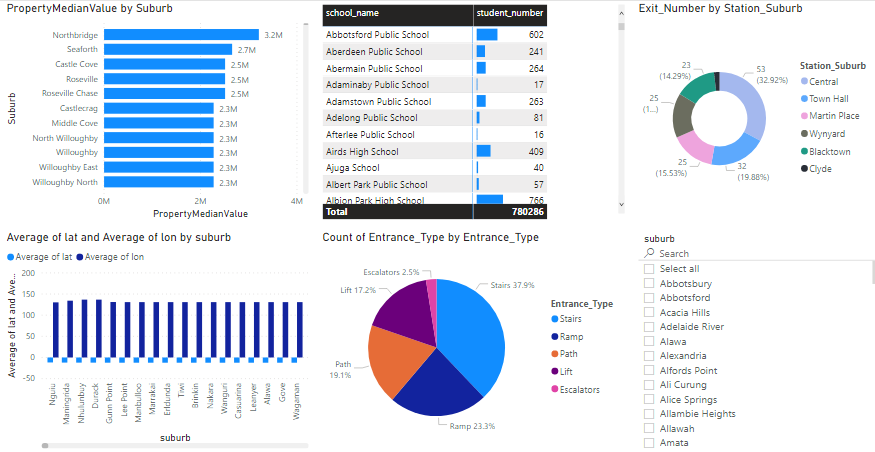 PropertyMedianValue by Suburb
Suburb
Northbridge 3.2M
Seaforth 2.7M
Castle Cove 2.5M
Roseville 2.5M
Roseville Chase 2.5M
Castlecrag 2.3M
Middle Cove 2.3M
North Willoughby 2.3M
Willoughby 2.3M
Willoughby East 2.3M
Willoughby North 2.3M
0M 2M 4M
PropertyMedianValue
school_name student_number
Abbotsford Public School 602
Aberdeen Public School 241
Abermain Public School 264
Adaminaby Public School 17
Adamstown Public School 263
Adelong Public School 81
Afterlee Public School 16
Airds High School 409
Ajuga School 40
Albert Park Public School 57
Albion Park High School 766
Total 780286
Exit_Number by Station_Suburb
53
(32.92%)
32
(19.88%)
25
(15.53%)
25
(1...)
23
(14.29%)
Station_Suburb
Central
Town Hall
Martin Place
Wynyard
Blacktown
Clyde
Average of lat and Average of lon by suburb
Average of lat Average of lon
Average of lat and Ave...
200
150
100
50
0
-50
Nguiu
Maningrida
Nhulunbuy
Durack
Gunn Point
Lee Point
Manbulloo
Marrakai
Erldunda
Tiwi
Brinkin
Nakara
Wanguri
Casuarina
Leanyer
Alawa
Gove
Wagaman
suburb
Count of Entrance_Type by Entrance_Type
Escalators 2.5%
Lift 17.2%
Path
19.1%
Stairs 37.9%
Ramp 23.3%
Entrance_Type
Stairs
Ramp
Path
Lift
Escalators
suburb
Search
Select all
Abbotsbury
Abbotsford
Acacia Hills
Adelaide River
Alawa
Alexandria
Alfords Point
Ali Curung
Alice Springs
Allambie Heights
Allawah
Amata